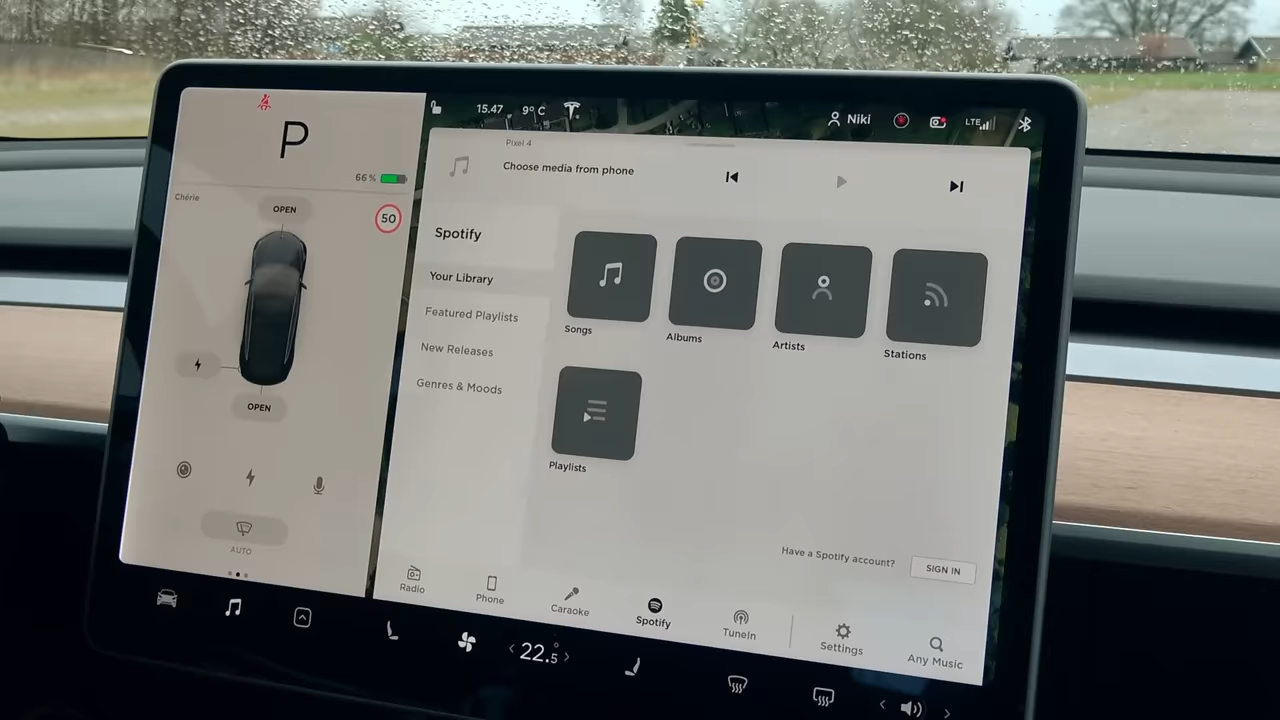 P
66 %
Chérie
OPEN
50
OPEN
AUTO
15.47
9° C
Niki
LTE
Pixel 4
Choose media from phone
Spotify
Your Library
Featured Playlists
New Releases
Genres & Moods
Songs
Albums
Artists
Stations
Playlists
Have a Spotify account?
SIGN IN
Radio
Phone
Caraoke
Spotify
TuneIn
Settings
Any Music
22.5°